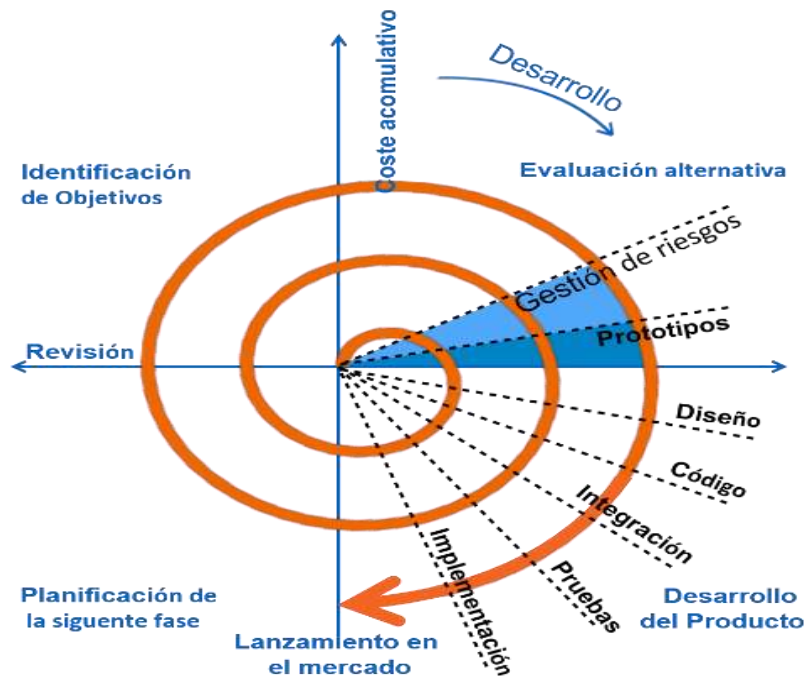 Coste acomulativo
Desarrollo
Identificación
de Objetivos
Evaluación alternativa
Gestión de riesgos
Prototipos
Revisión
Diseño
Código
Integración
Pruebas
Implementación
Planificación de
la siguente fase
Desarrollo
del Producto
Lanzamiento en
el mercado